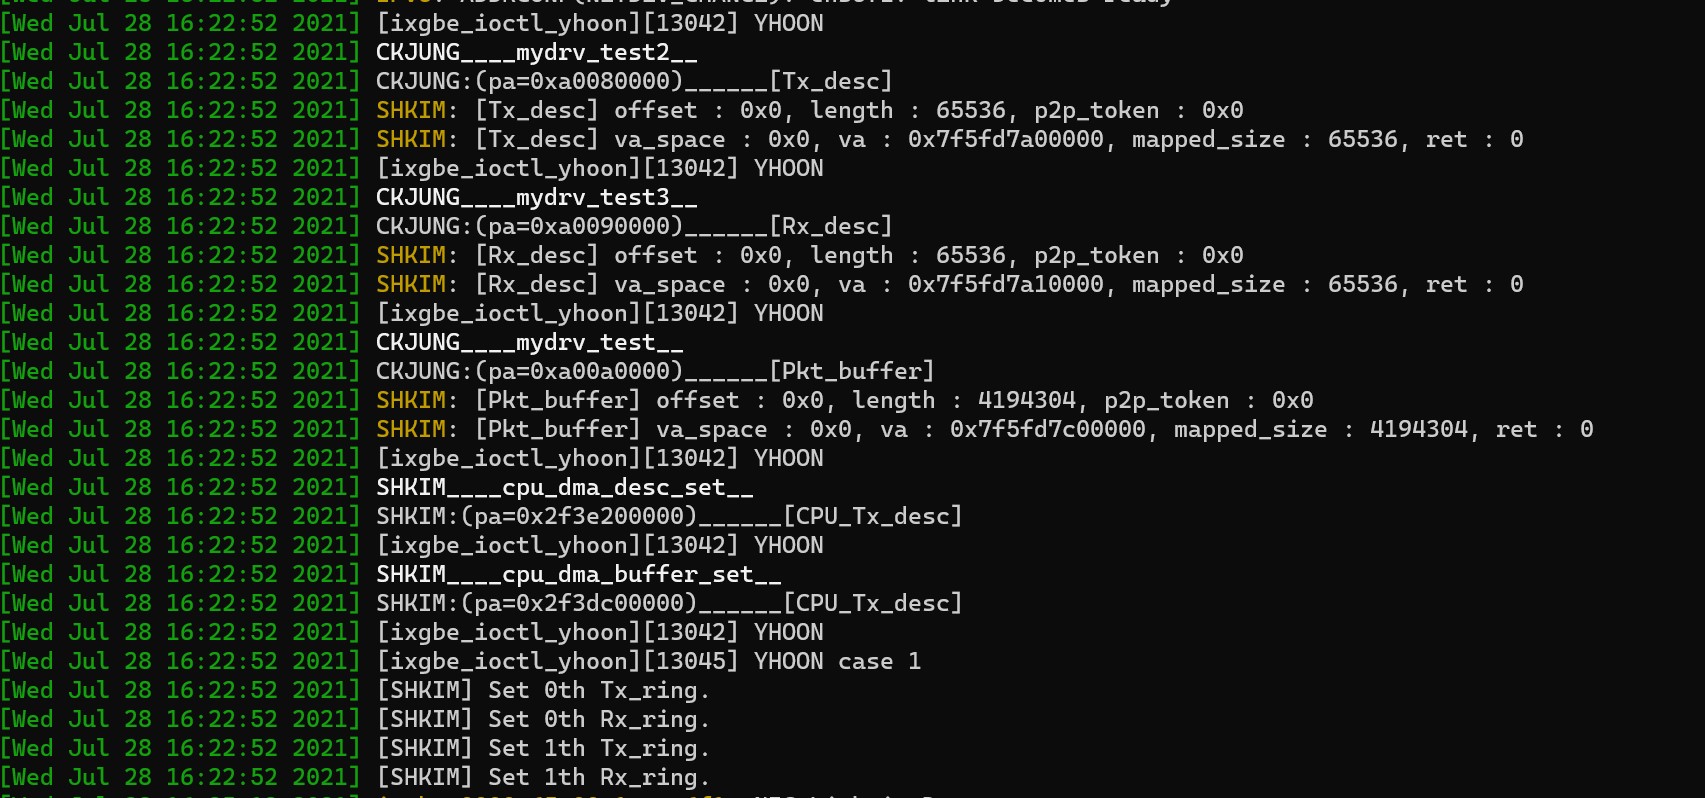 [Wed Jul 28 16:22:52 2021] [ixgbe_ioctl_yhoon][13042] YHOON
[Wed Jul 28 16:22:52 2021] CKJUNG____mydrv_test2__
[Wed Jul 28 16:22:52 2021] CKJUNG:(pa=0xa0080000)______[Tx_desc]
[Wed Jul 28 16:22:52 2021] SHKIM: [Tx_desc] offset : 0x0, length : 65536, p2p_token : 0x0
[Wed Jul 28 16:22:52 2021] SHKIM: [Tx_desc] va_space : 0x0, va : 0x7f5fd7a00000, mapped_size : 65536, ret : 0
[Wed Jul 28 16:22:52 2021] [ixgbe_ioctl_yhoon][13042] YHOON
[Wed Jul 28 16:22:52 2021] CKJUNG____mydrv_test3__
[Wed Jul 28 16:22:52 2021] CKJUNG:(pa=0xa0090000)______[Rx_desc]
[Wed Jul 28 16:22:52 2021] SHKIM: [Rx_desc] offset : 0x0, length : 65536, p2p_token : 0x0
[Wed Jul 28 16:22:52 2021] SHKIM: [Rx_desc] va_space : 0x0, va : 0x7f5fd7a10000, mapped_size : 65536, ret : 0
[Wed Jul 28 16:22:52 2021] [ixgbe_ioctl_yhoon][13042] YHOON
[Wed Jul 28 16:22:52 2021] CKJUNG____mydrv_test__
[Wed Jul 28 16:22:52 2021] CKJUNG:(pa=0xa00a0000)______[Pkt_buffer]
[Wed Jul 28 16:22:52 2021] SHKIM: [Pkt_buffer] offset : 0x0, length : 4194304, p2p_token : 0x0
[Wed Jul 28 16:22:52 2021] SHKIM: [Pkt_buffer] va_space : 0x0, va : 0x7f5fd7c00000, mapped_size : 4194304, ret : 0
[Wed Jul 28 16:22:52 2021] [ixgbe_ioctl_yhoon][13042] YHOON
[Wed Jul 28 16:22:52 2021] SHKIM____cpu_dma_desc_set__
[Wed Jul 28 16:22:52 2021] SHKIM:(pa=0x2f3e200000)______[CPU_Tx_desc]
[Wed Jul 28 16:22:52 2021] [ixgbe_ioctl_yhoon][13042] YHOON
[Wed Jul 28 16:22:52 2021] SHKIM____cpu_dma_buffer_set__
[Wed Jul 28 16:22:52 2021] SHKIM:(pa=0x2f3dc00000)______[CPU_Tx_desc]
[Wed Jul 28 16:22:52 2021] [ixgbe_ioctl_yhoon][13042] YHOON
[Wed Jul 28 16:22:52 2021] [ixgbe_ioctl_yhoon][13045] YHOON case 1
[Wed Jul 28 16:22:52 2021] [SHKIM] Set 0th Tx_ring.
[Wed Jul 28 16:22:52 2021] [SHKIM] Set 0th Rx_ring.
[Wed Jul 28 16:22:52 2021] [SHKIM] Set 1th Tx_ring.
[Wed Jul 28 16:22:52 2021] [SHKIM] Set 1th Rx_ring.